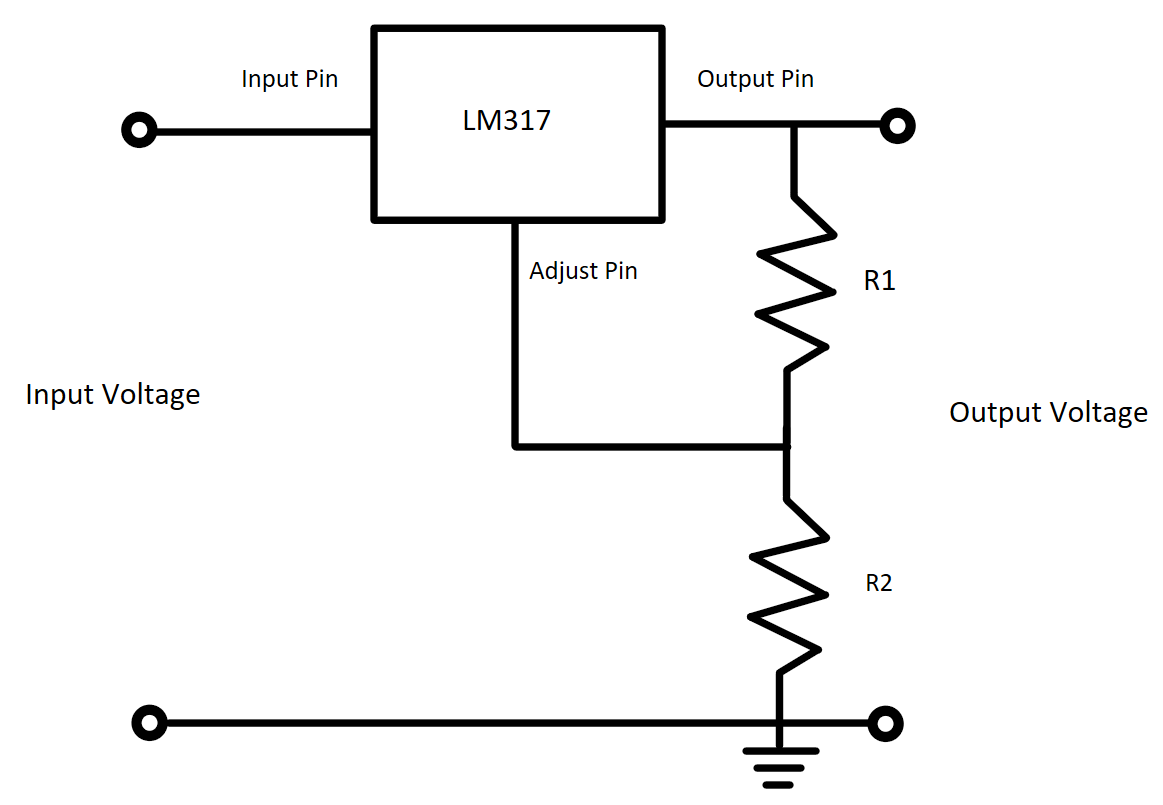 Input Pin
Output Pin
LM317
Adjust Pin
R1
Input Voltage
Output Voltage
R2